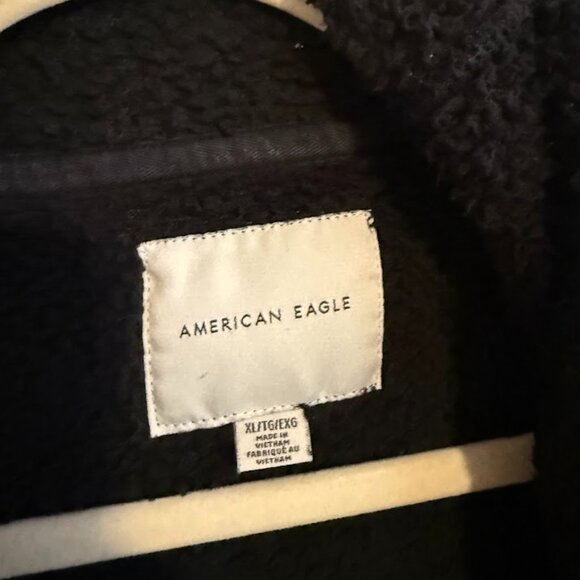 AMERICAN EAGLE
XL/TG/EXG
MADE IN
VIETNAM
FABRIQUÉ AU
VIETNAM